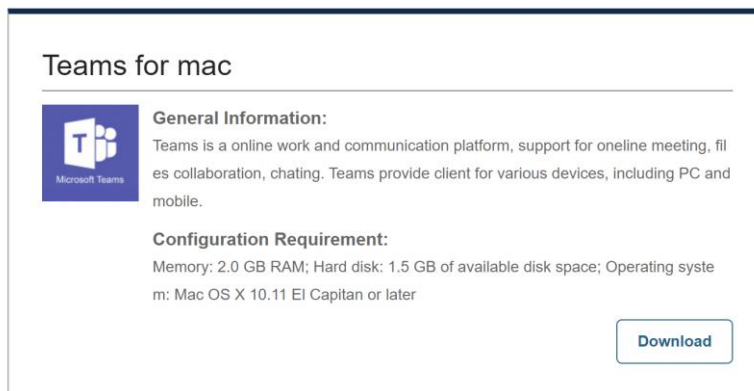 Teams for mac
T
Microsoft Teams
General Information:
Teams is a online work and communication platform, support for oneline meeting, fil
es collaboration, chating. Teams provide client for various devices, including PC and
mobile.
Configuration Requirement:
Memory: 2.0 GB RAM; Hard disk: 1.5 GB of available disk space; Operating syste
m: Mac OS X 10.11 El Capitan or later
Download